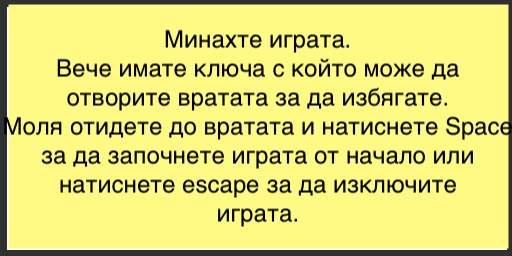 Минахте играта.
Вече имате ключа с който може да
отворите вратата за да избягате.
Моля отидете до вратата и натиснете Space
за да започнете играта от начало или
натиснете escape за да изключите
играта.